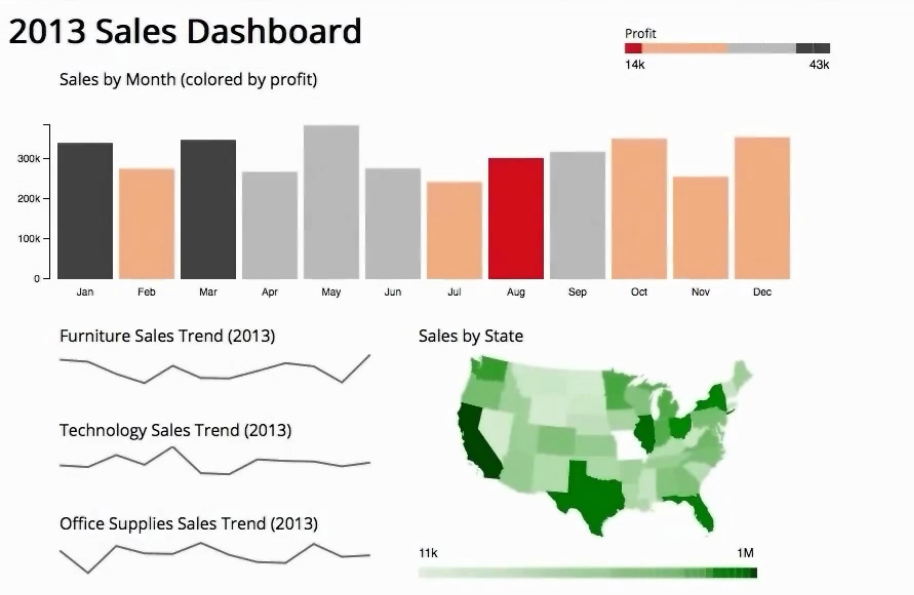 2013 Sales Dashboard
Profit
14k 43k
Sales by Month (colored by profit)
300k
200k
100k
0
Jan Feb Mar Apr May Jun Jul Aug Sep Oct Nov Dec
Furniture Sales Trend (2013)
Sales by State
Technology Sales Trend (2013)
Office Supplies Sales Trend (2013)
11k 1M